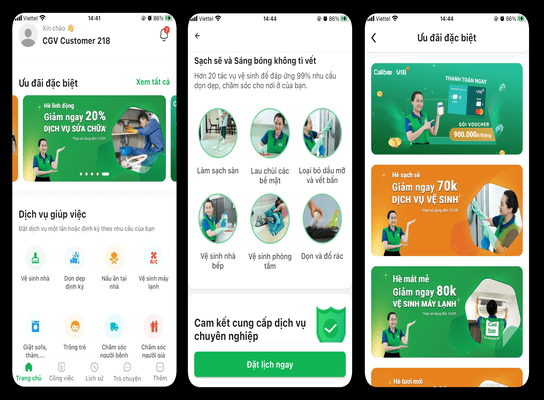 Viettel
14:41
86%
Xin chào 👋
CGV Customer 218
Ưu đãi đặc biệt
Xem tất cả
Hè linh động
Giảm ngay 20%
DỊCH VỤ SỬA CHỮA*
Dịch vụ giúp việc
Đặt dịch vụ một lần hoặc định kỳ theo nhu cầu của bạn.
Vệ sinh nhà
Dọn dẹp định kỳ
Nấu ăn tại nhà
A/C
Vệ sinh máy lạnh
Giặt sofa, thảm,...
Trông trẻ
Chăm sóc người bệnh
Chăm sóc người già
Trang chủ
Công việc
Lịch sử
Trò chuyện
Thêm
Viettel
14:44
86%
Sạch sẽ và Sáng bóng không tì vết
Hơn 20 tác vụ vệ sinh để đáp ứng 99% nhu cầu
dọn dẹp, chăm sóc cho nơi ở của bạn.
Làm sạch sàn
Lau chùi các
bề mặt
Loại bỏ dầu mỡ
và vết bẩn
Vệ sinh nhà
bếp
Vệ sinh phòng
tắm
Dọn và đổ rác
Cam kết cung cấp dịch vụ
chuyên nghiệp
Đặt lịch ngay
Viettel
14:44
86%
Ưu đãi đặc biệt
Calibee VIB
THANH TOÁN NGAY
GÓI VOUCHER
900.000đ/tháng
Hè sạch sẽ
Giảm ngay 70k
DỊCH VỤ VỆ SINH*
Hè mát mẻ
Giảm ngay 80k
VỆ SINH MÁY LẠNH*
Cali
bee
Hè tươi mới